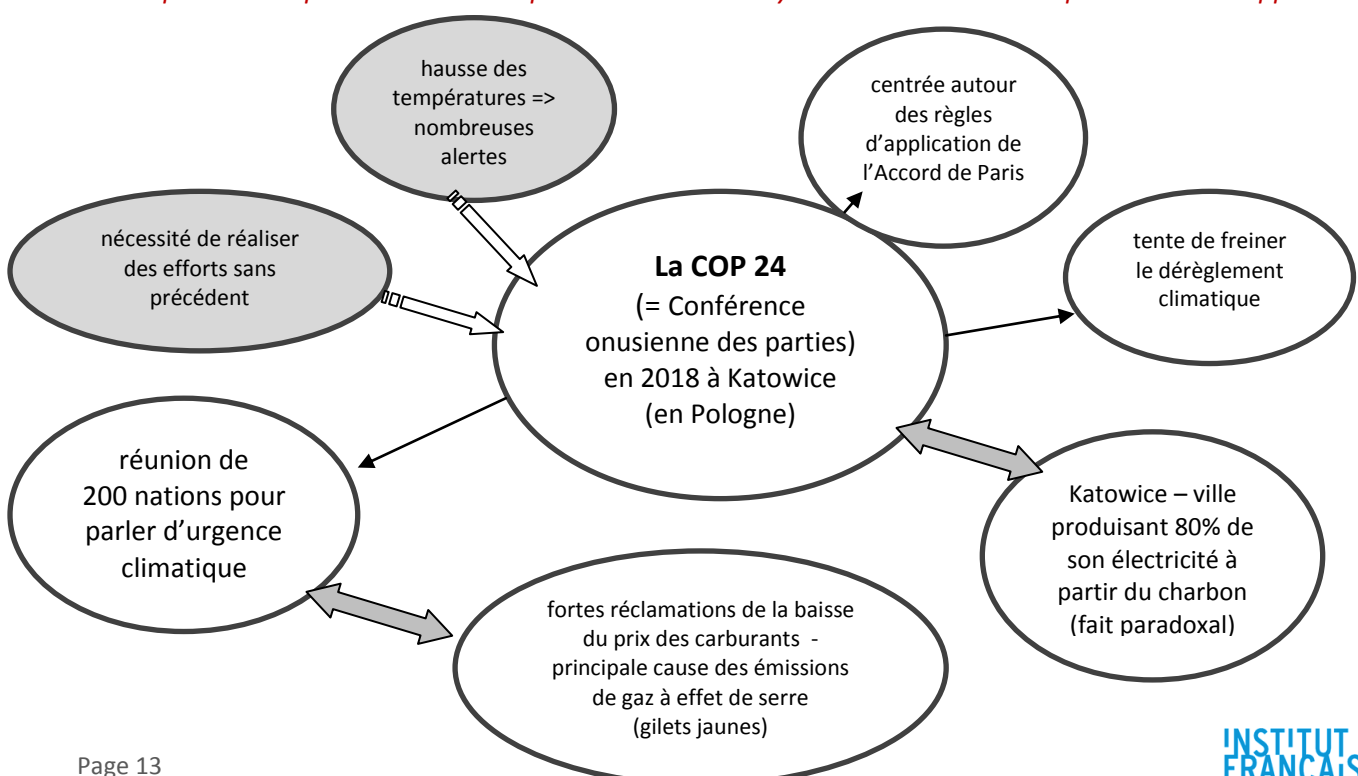 hausse des
températures =>
nombreuses
alertes
centrée autour
des règles
d'application de
l'Accord de Paris
nécessité de réaliser
des efforts sans
précédent
La COP 24
(= Conférence
onusienne des parties)
en 2018 à Katowice
(en Pologne)
tente de freiner
le dérèglement
climatique
réunion de
200 nations pour
parler d'urgence
climatique
Katowice – ville
produisant 80% de
son électricité à
partir du charbon
(fait paradoxal)
fortes réclamations de la baisse
du prix des carburants -
principale cause des émissions
de gaz à effet de serre
(gilets jaunes)
Page 13
INSTITUT
FRANÇAIS